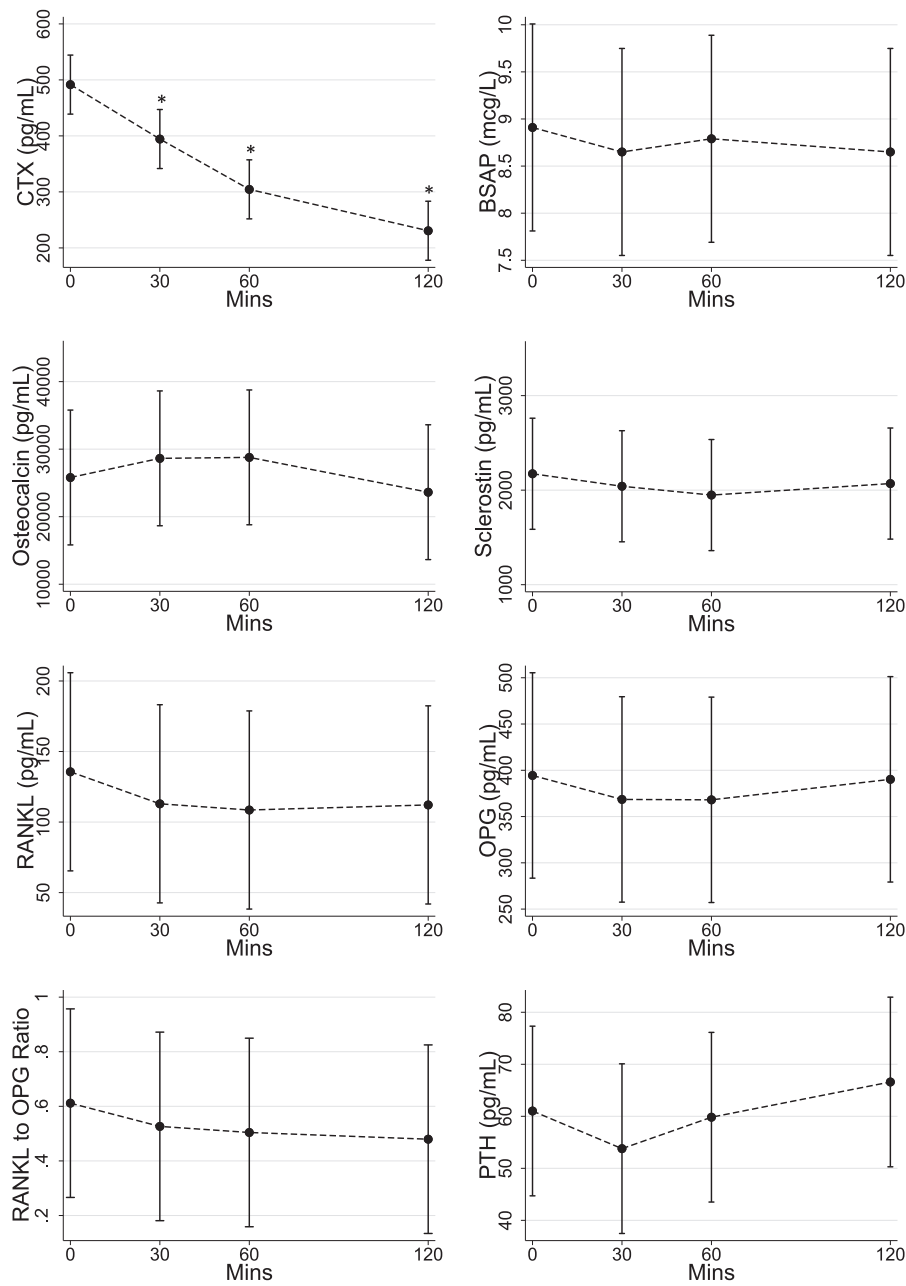 CTX (pg/mL)
600
500
400
300
200
* * *
0 30 60 120
Mins
BSAP (mcg/L)
10
9.5
9
8.5
8
7.5
0 30 60 120
Mins
Osteocalcin (pg/mL)
40000
30000
20000
10000
0 30 60 120
Mins
Sclerostin (pg/mL)
3000
2000
1000
0 30 60 120
Mins
RANKL (pg/mL)
200
150
100
50
0 30 60 120
Mins
OPG (pg/mL)
500
450
400
350
300
250
0 30 60 120
Mins
RANKL to OPG Ratio
1
.8
.6
.4
.2
0 30 60 120
Mins
PTH (pg/mL)
80
70
60
50
40
0 30 60 120
Mins